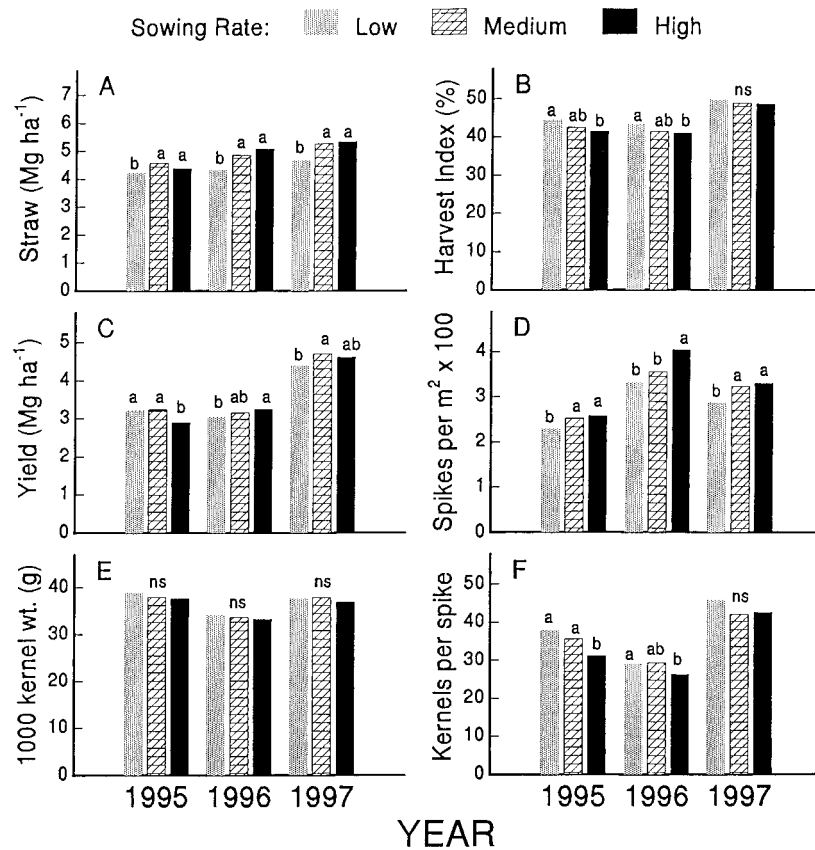 Sowing Rate: Low Medium High
A
Straw (Mg ha⁻¹)
7
6
5
4
3
2
1
0
b a a b a a b a a
B
Harvest Index (%)
50
40
30
20
10
0
a ab b a ab b ns
C
Yield (Mg ha⁻¹)
5
4
3
2
1
0
a a b b ab a b a ab
D
Spikes per m² x 100
4
3
2
1
0
b a a b b a b a a
E
1000 kernel wt. (g)
40
30
20
10
0
ns ns ns
F
Kernels per spike
50
40
30
20
10
0
a a b a ab b ns
1995 1996 1997
1995 1996 1997
YEAR